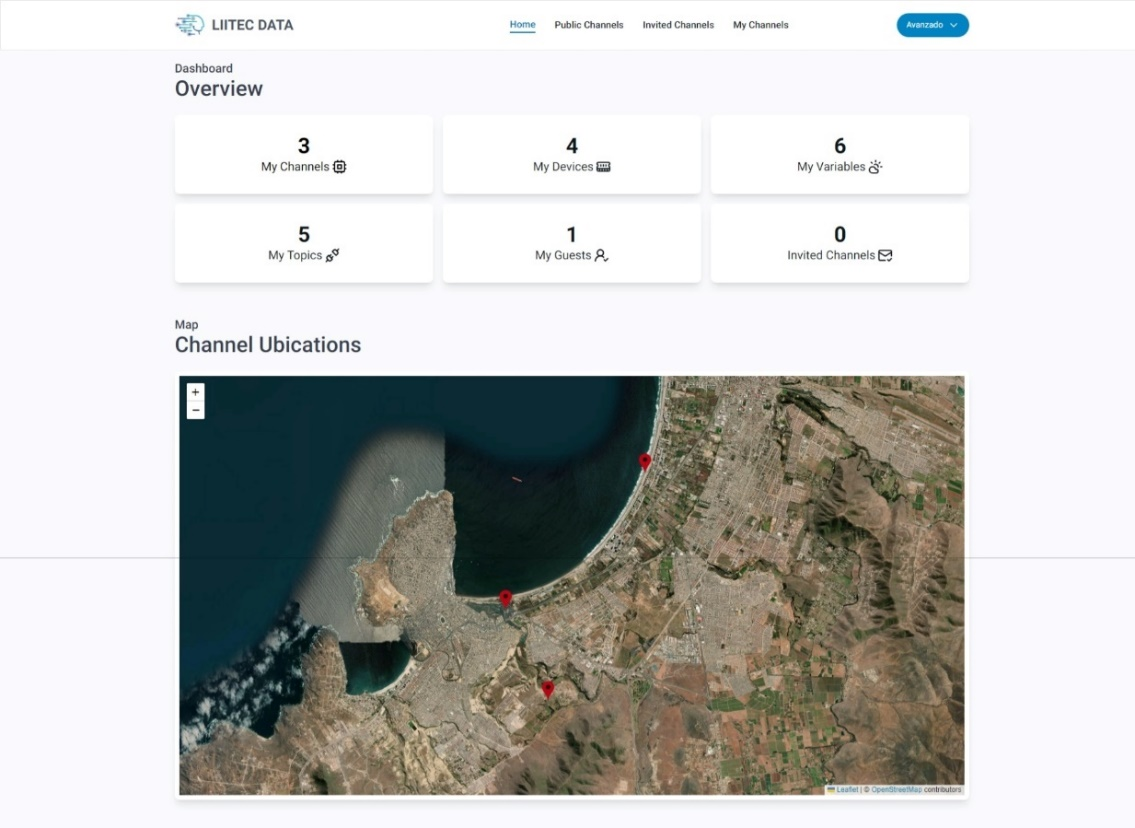 LIITEC DATA
Home Public Channels Invited Channels My Channels
Avanzado
Dashboard
Overview
3
My Channels
4
My Devices
6
My Variables
5
My Topics
1
My Guests
0
Invited Channels
Map
Channel Ubications
+
−
Leaflet | © OpenStreetMap contributors